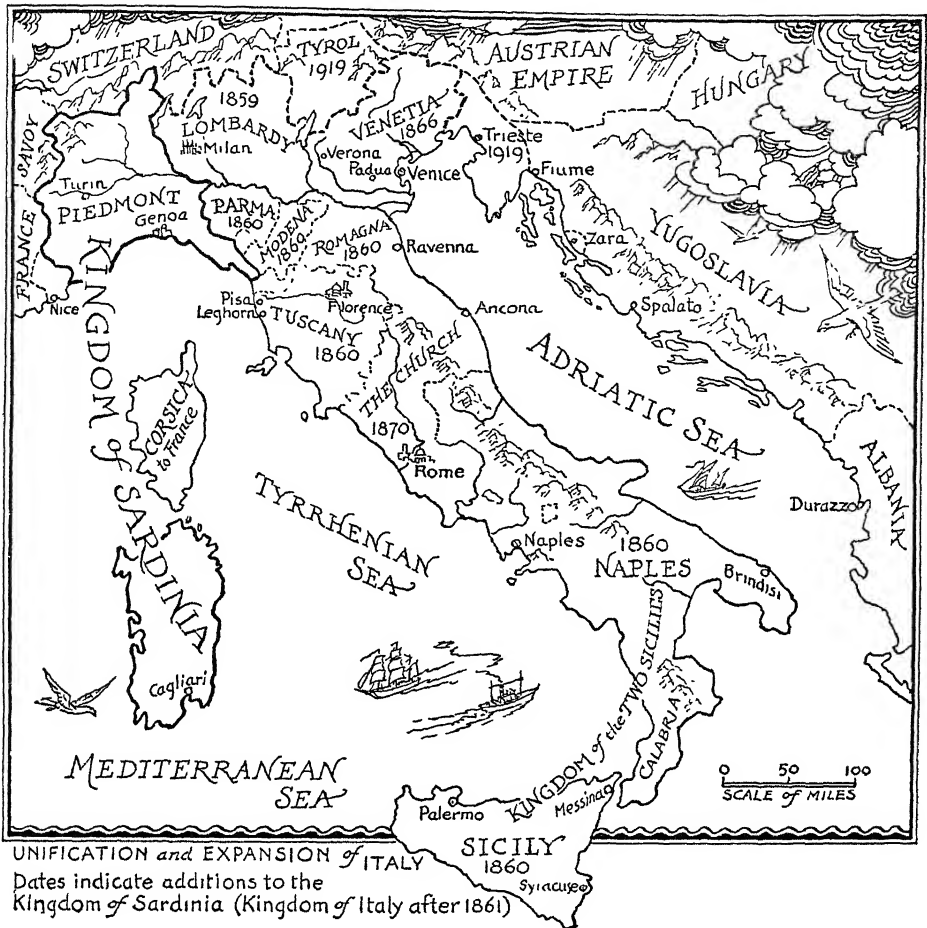 SWITZERLAND
TYROL
1919
AUSTRIAN
EMPIRE
HUNGARY
1859
LOMBARDY
Milan
VENETIA
1866
Trieste
1919
SAVOY
Verona
Padua
Venice
Fiume
Turin
PIEDMONT
Genoa
PARMA
1860
MODENA
1860
ROMAGNA
1860
Ravenna
Zara
YUGOSLAVIA
FRANCE
Nice
KINGDOM of SARDINIA
Pisa
Leghorn
Florence
TUSCANY
1860
Ancona
Spalato
THE CHURCH
1870
Rome
ADRIATIC SEA
CORSICA
to France
TYRRHENIAN
SEA
ALBANIA
Durazzo
Naples
1860
NAPLES
Brindisi
Cagliari
KINGDOM of the TWO SICILIES
CALABRIA
MEDITERRANEAN
SEA
0 50 100
SCALE of MILES
Palermo
Messina
SICILY
1860
Syracuse
UNIFICATION and EXPANSION of ITALY
Dates indicate additions to the
Kingdom of Sardinia (Kingdom of Italy after 1861)